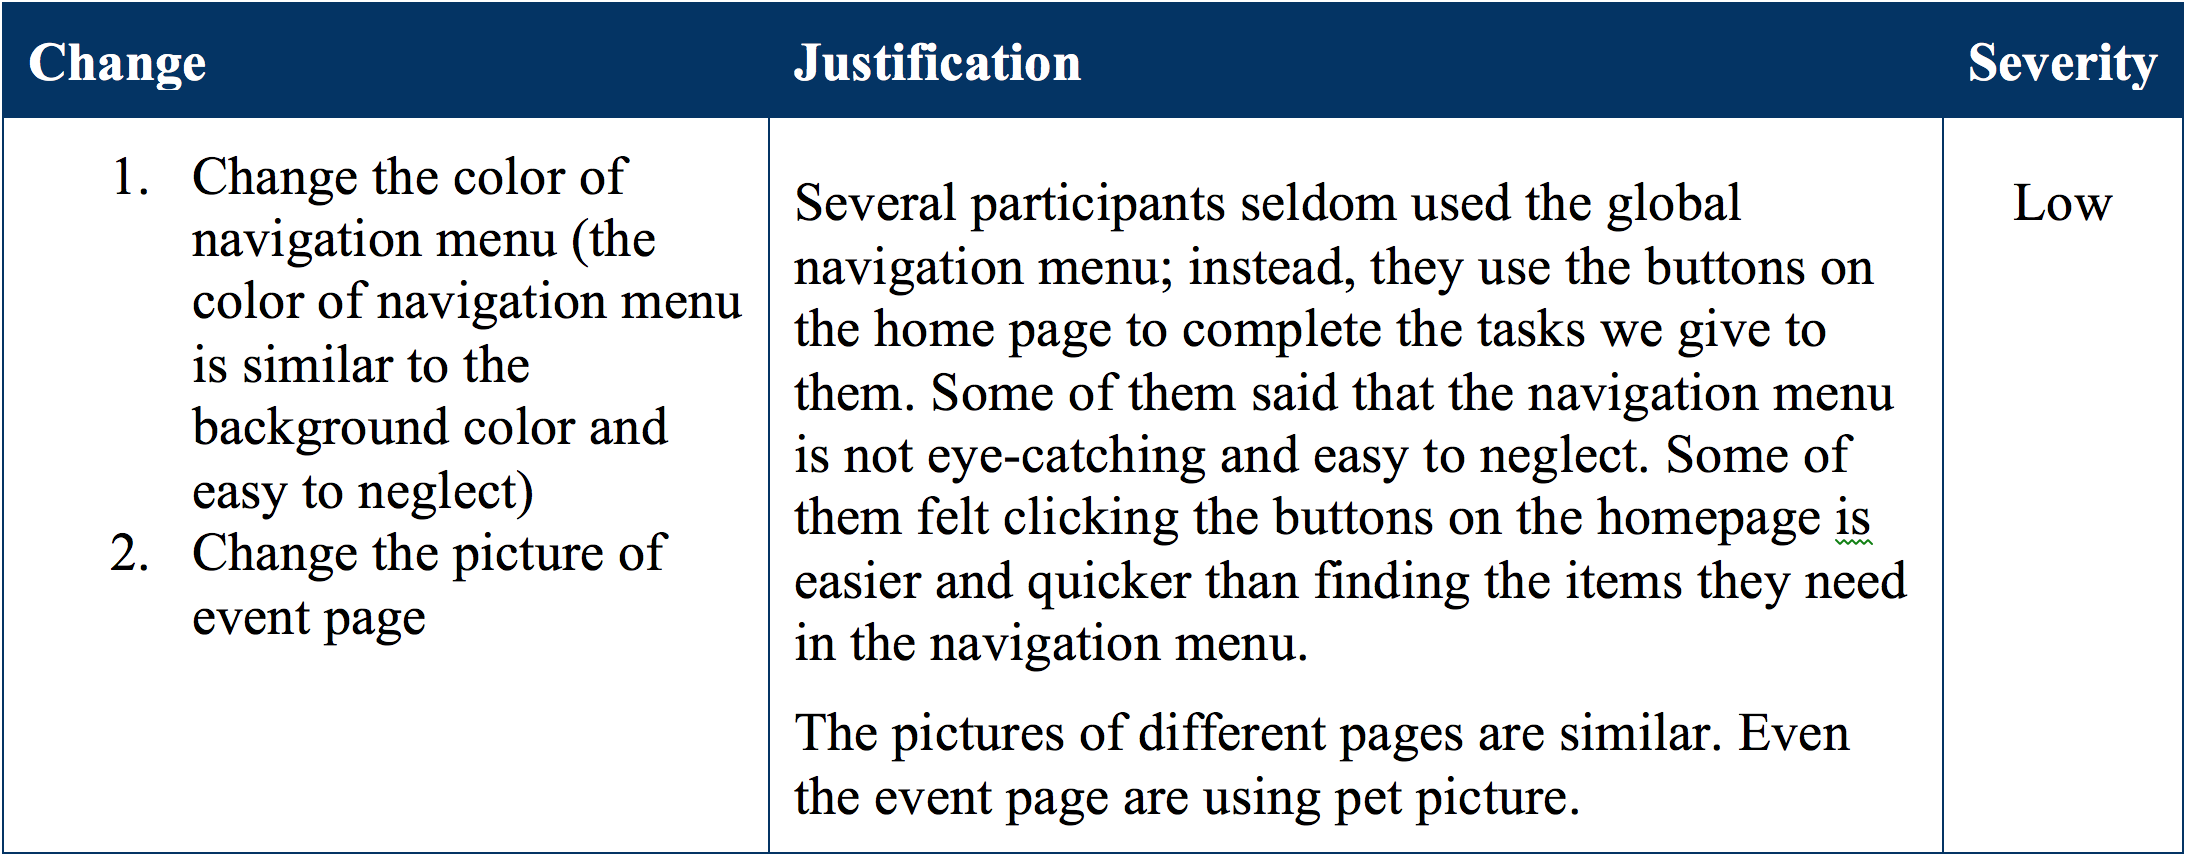 Change Justification Severity
1. Change the color of
navigation menu (the
color of navigation menu
is similar to the
background color and
easy to neglect)
2. Change the picture of
event page
Several participants seldom used the global
navigation menu; instead, they use the buttons on
the home page to complete the tasks we give to
them. Some of them said that the navigation menu
is not eye-catching and easy to neglect. Some of
them felt clicking the buttons on the homepage is
easier and quicker than finding the items they need
in the navigation menu.
The pictures of different pages are similar. Even
the event page are using pet picture.
Low